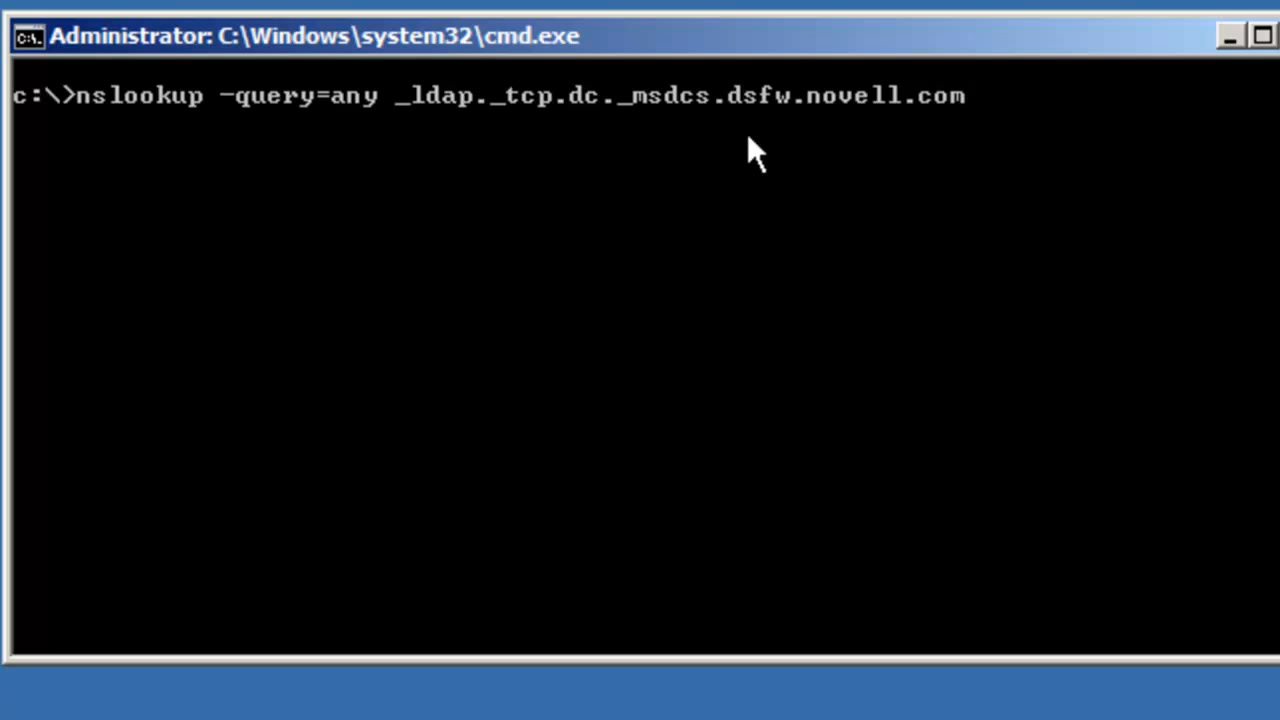 Administrator: C:\Windows\system32\cmd.exe
c:\>nslookup -query=any _ldap._tcp.dc._msdcs.dsfw.novell.com